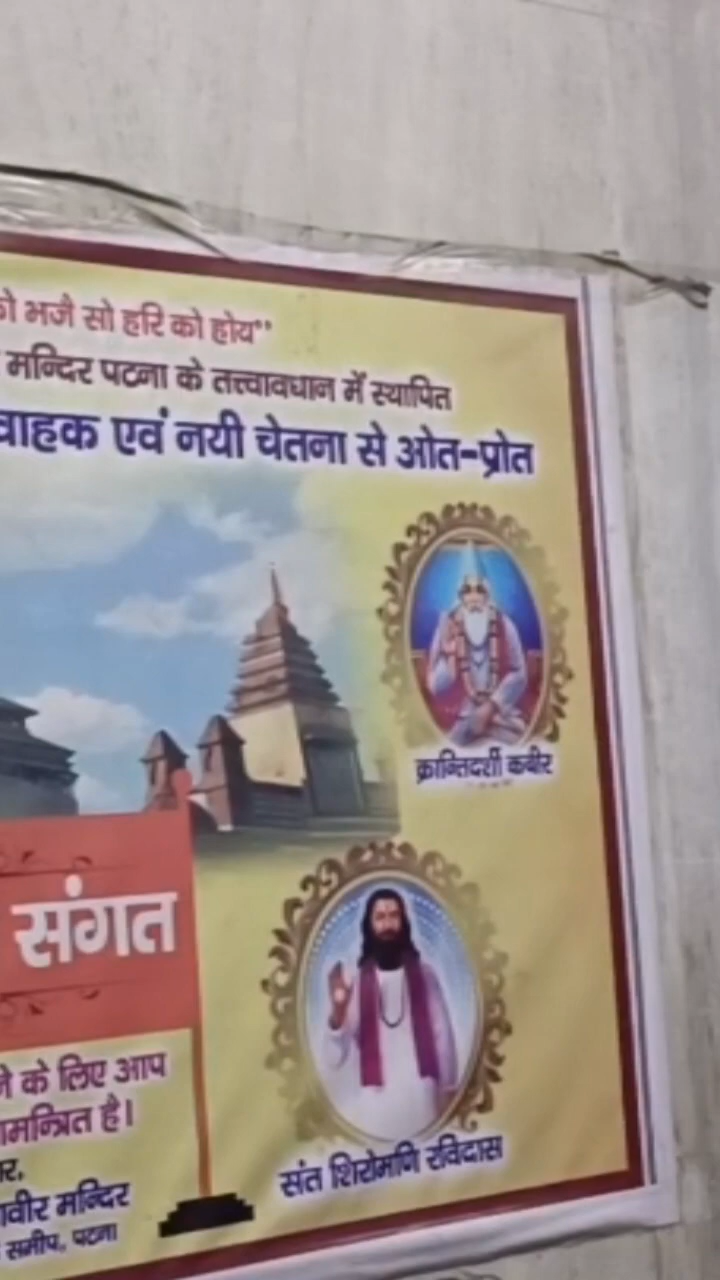 भजै सो हरि को होय"
मन्दिर पटना के तत्त्वावधान में स्थापित
वाहक एवं नयी चेतना से ओत-प्रोत
क्रान्तिदर्शी कबीर
संगत
के लिए आप
है।
संत शिरोमणि रविदास
मन्दिर
समीप, पटना